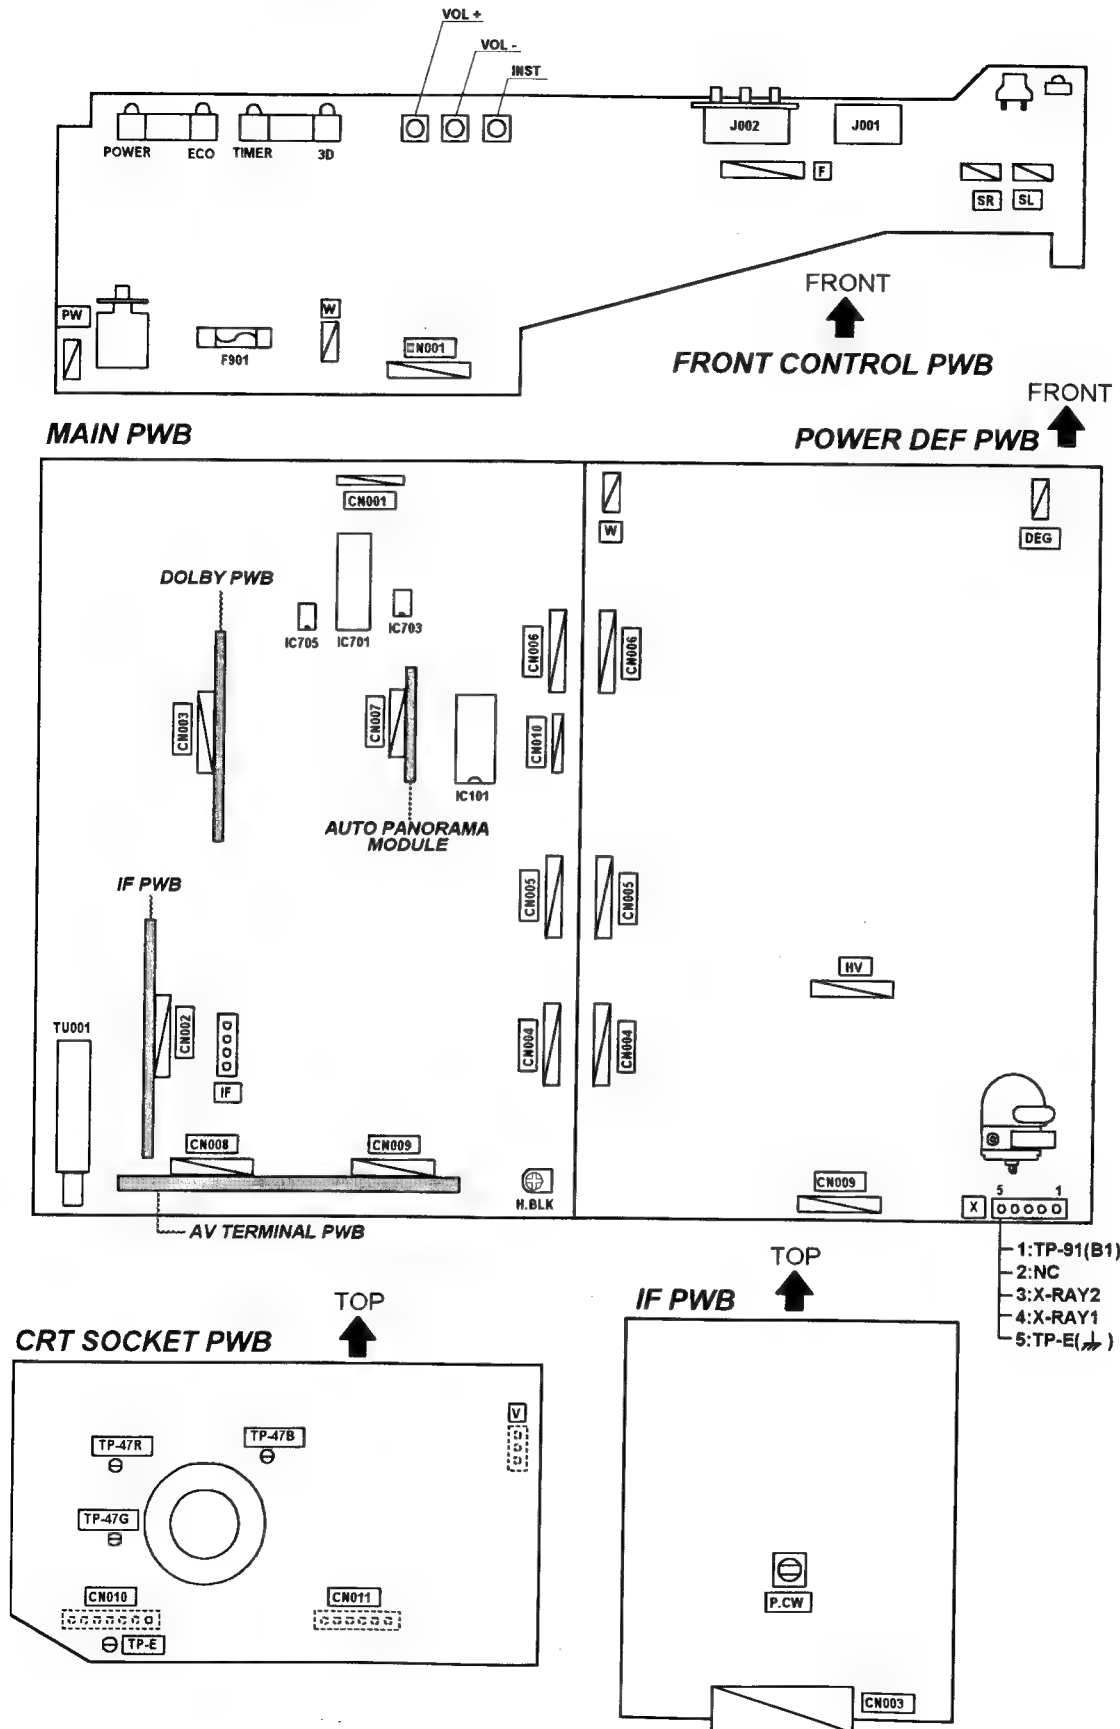 VOL +
VOL -
INST
POWER
ECO
TIMER
3D
J002
J001
F
SR
SL
PW
F901
W
CN001
FRONT
FRONT CONTROL PWB
FRONT
MAIN PWB
POWER DEF PWB
CN001
W
DEG
DOLBY PWB
IC705
IC701
IC703
CN006
CN006
CN003
CN007
CN010
IC101
AUTO PANORAMA
MODULE
IF PWB
CN005
CN005
HV
TU001
CN002
CN004
CN004
IF
CN008
CN009
H.BLK
CN009
X
5
1
AV TERMINAL PWB
1:TP-91(B1)
2:NC
3:X-RAY2
4:X-RAY1
5:TP-E( )
TOP
IF PWB
TOP
CRT SOCKET PWB
V
TP-47R
TP-47B
TP-47G
CN010
CN011
TP-E
P.CW
CN003